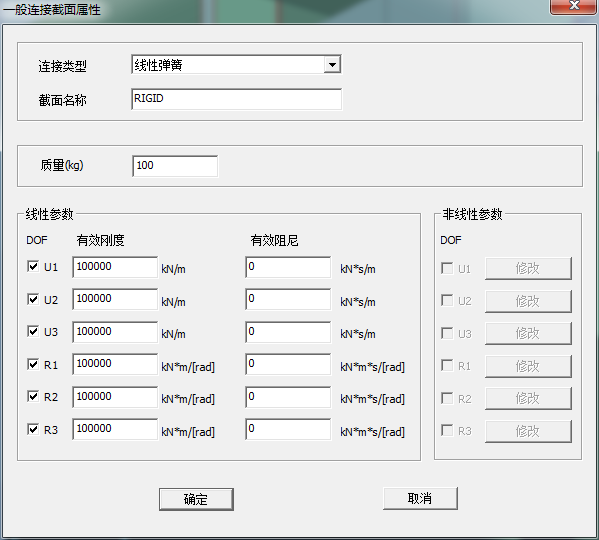 一般连接截面属性
连接类型 线性弹簧
截面名称 RIGID
质量(kg) 100
线性参数 非线性参数
DOF 有效刚度 有效阻尼 DOF
U1 100000 kN/m 0 kN*s/m U1 修改
U2 100000 kN/m 0 kN*s/m U2 修改
U3 100000 kN/m 0 kN*s/m U3 修改
R1 100000 kN*m/[rad] 0 kN*m*s/[rad] R1 修改
R2 100000 kN*m/[rad] 0 kN*m*s/[rad] R2 修改
R3 100000 kN*m/[rad] 0 kN*m*s/[rad] R3 修改
确定 取消